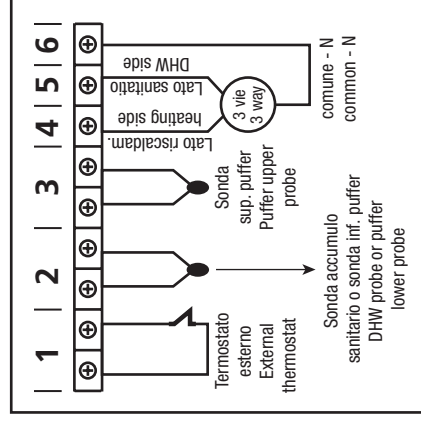 1 2 3 4 5 6
Termostato
esterno
External
thermostat
Sonda accumulo
sanitario o sonda inf. puffer
DHW probe or puffer
lower probe
Sonda
sup. puffer
Puffer upper
probe
Lato riscaldam.
heating side
Lato sanitatio
DHW side
3 vie
3 way
comune - N
common - N